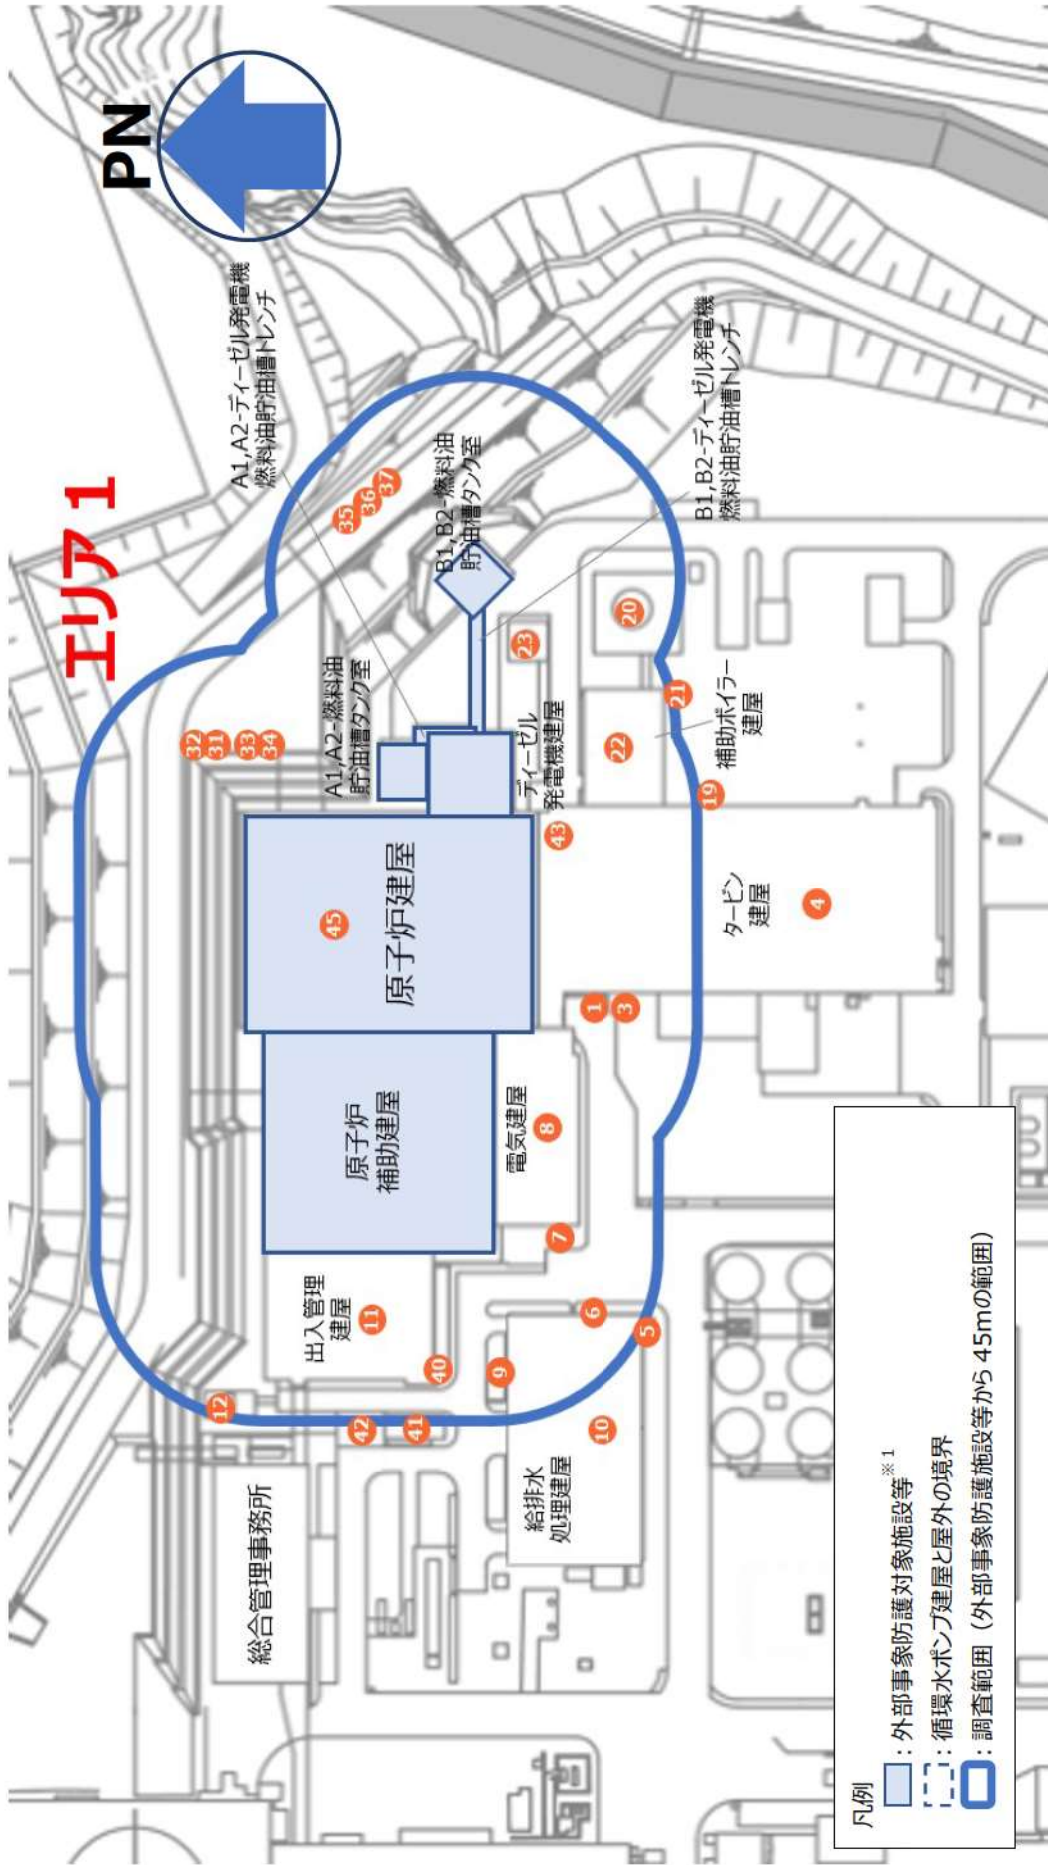 エリア 1
PN
A1,A2-ディーゼル発電機
燃料油貯油槽トレンチ
32
31
33
34
35
36
37
A1,A2-燃料油
貯油槽タンク室
B1,B2-燃料油
貯油槽タンク室
B1,B2-ディーゼル発電機
燃料油貯油槽トレンチ
総合管理事務所
12
42
41
出入管理
建屋
11
40
原子炉
補助建屋
45
原子炉建屋
ディーゼル
発電機建屋
23
9
給排水
処理建屋
10
6
5
7
電気建屋
8
1
3
43
22
20
21
19
補助ボイラー
建屋
タービン
建屋
4
凡例
：外部事象防護対象施設等※1
：循環水ポンプ建屋と屋外の境界
：調査範囲（外部事象防護施設等から 45mの範囲）